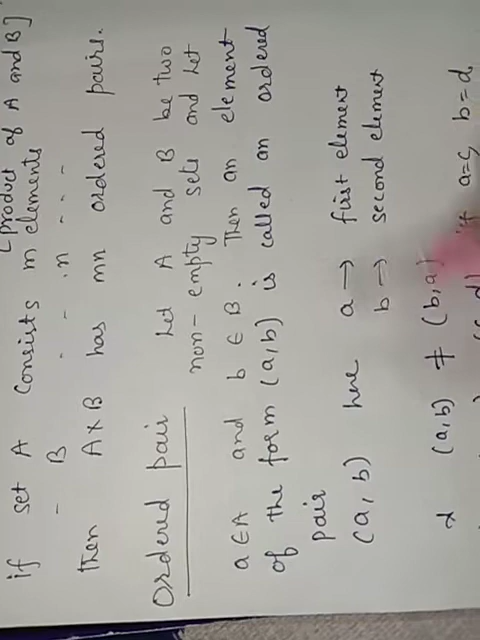 [product of A and B]
if set A consists m elements
- B - - n - - -
then A×B has mn ordered pairs.
Ordered pair Let A and B be two
non-empty sets and let
a∈A and b∈B. Then an element
of the form (a,b) is called an ordered
pair
(a,b) here a → first element
b → second element
(a,b) ≠ (b,a)
if a=c, b=d